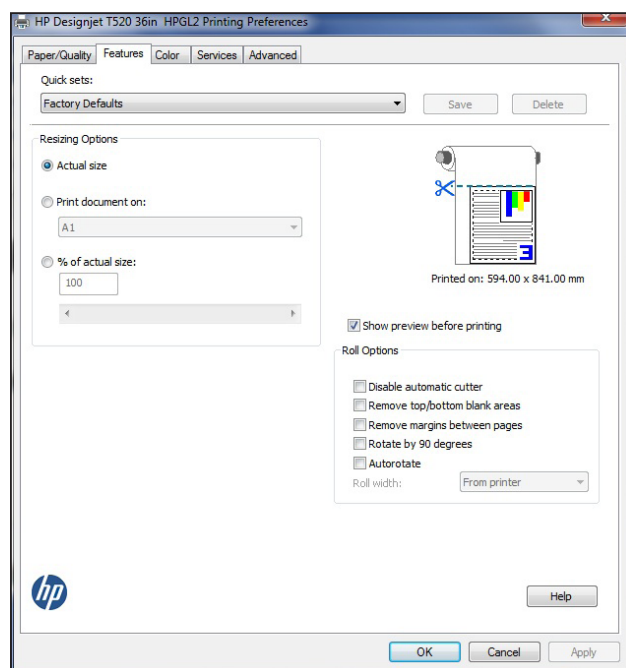 HP Designjet T520 36in HPGL2 Printing Preferences
X
Paper/Quality Features Color Services Advanced
Quick sets:
Factory Defaults Save Delete
Resizing Options
Actual size
Print document on:
A1
% of actual size:
100
3
Printed on: 594.00 x 841.00 mm
Show preview before printing
Roll Options
Disable automatic cutter
Remove top/bottom blank areas
Remove margins between pages
Rotate by 90 degrees
Autorotate
Roll width: From printer
hp
Help
OK Cancel Apply